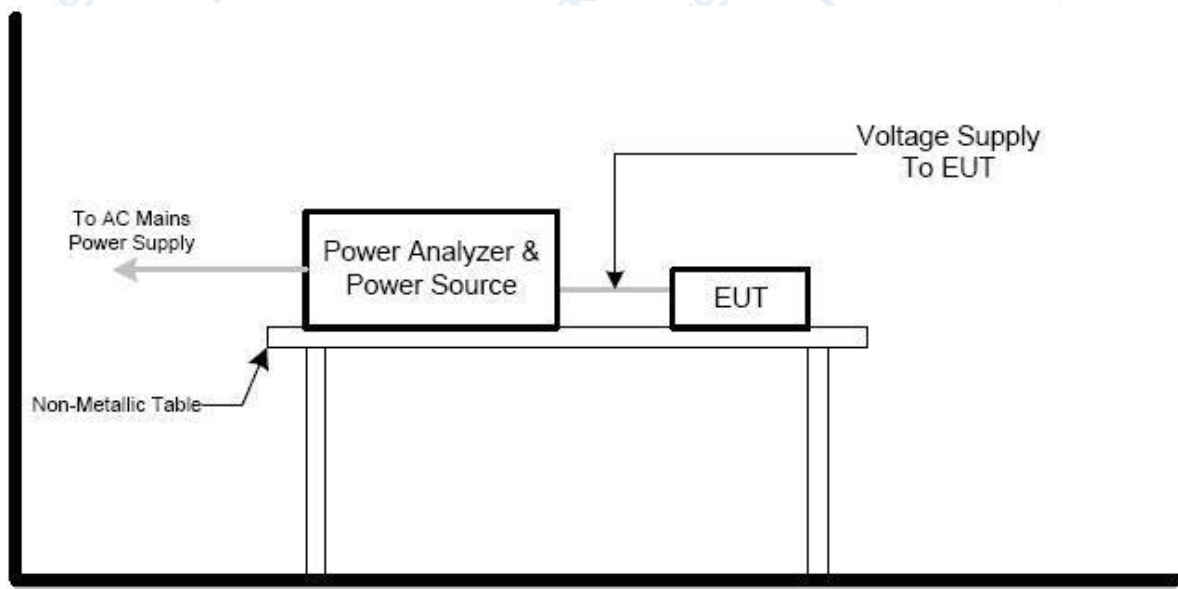 Voltage Supply
To EUT
To AC Mains
Power Supply
Power Analyzer &
Power Source
EUT
Non-Metallic Table